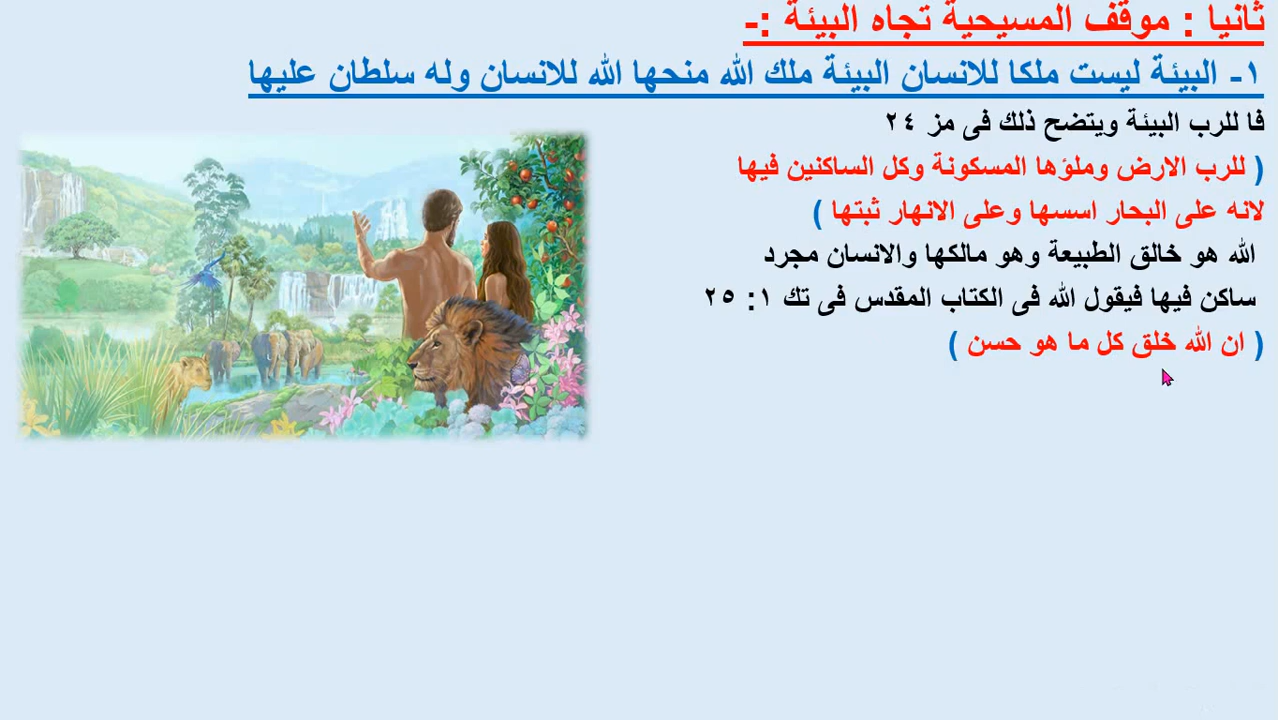 ثانيا : موقف المسيحية تجاه البيئة :-
١- البيئة ليست ملكا للانسان البيئة ملك الله منحها الله للانسان وله سلطان عليها
فا للرب البيئة ويتضح ذلك فى مز ٢٤
( للرب الارض وملؤها المسكونة وكل الساكنين فيها
لانه على البحار اسسها وعلى الانهار ثبتها )
الله هو خالق الطبيعة وهو مالكها والانسان مجرد
ساكن فيها فيقول الله فى الكتاب المقدس فى تك ١: ٢٥
( ان الله خلق كل ما هو حسن )